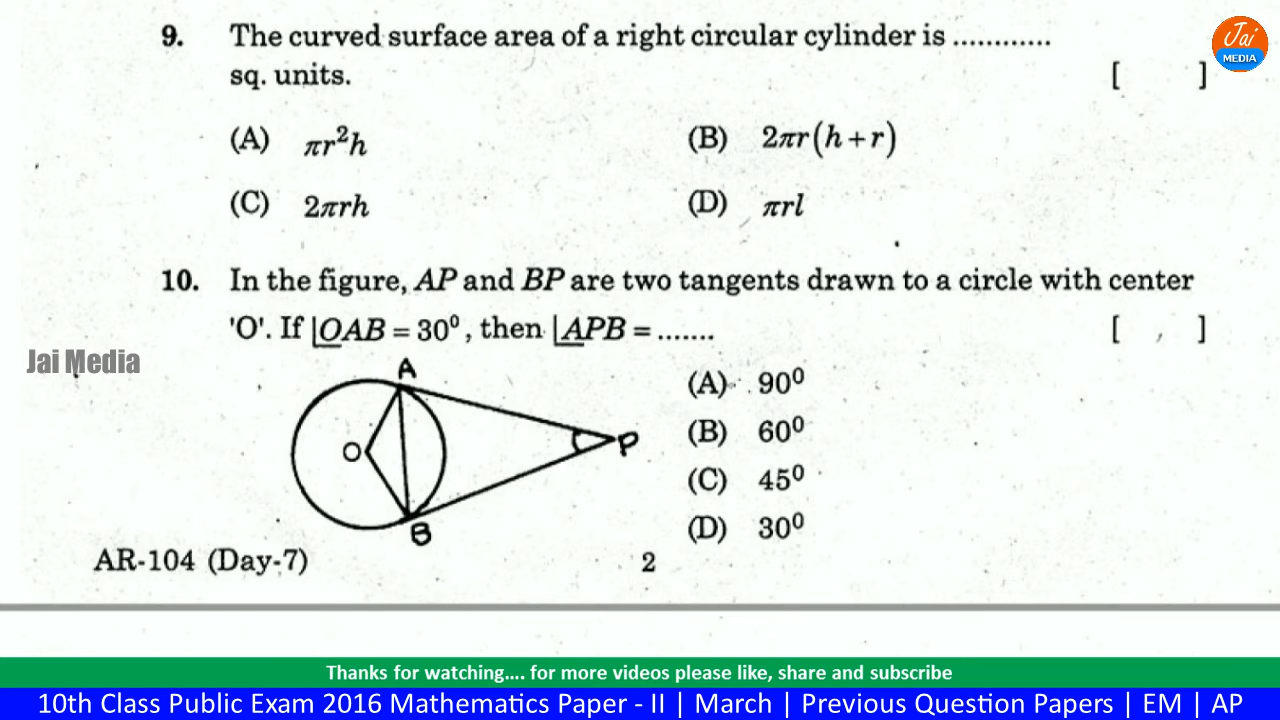 Jai
MEDIA
9. The curved surface area of a right circular cylinder is ............
sq. units. [ ]
(A) πr²h (B) 2πr(h+r)
(C) 2πrh (D) πrl
10. In the figure, AP and BP are two tangents drawn to a circle with center
'O'. If ∠OAB = 30⁰, then ∠APB = ....... [ ]
Jai Media
A
O
P
B
(A) 90⁰
(B) 60⁰
(C) 45⁰
(D) 30⁰
AR-104 (Day-7) 2
Thanks for watching.... for more videos please like, share and subscribe
10th Class Public Exam 2016 Mathematics Paper - II | March | Previous Question Papers | EM | AP